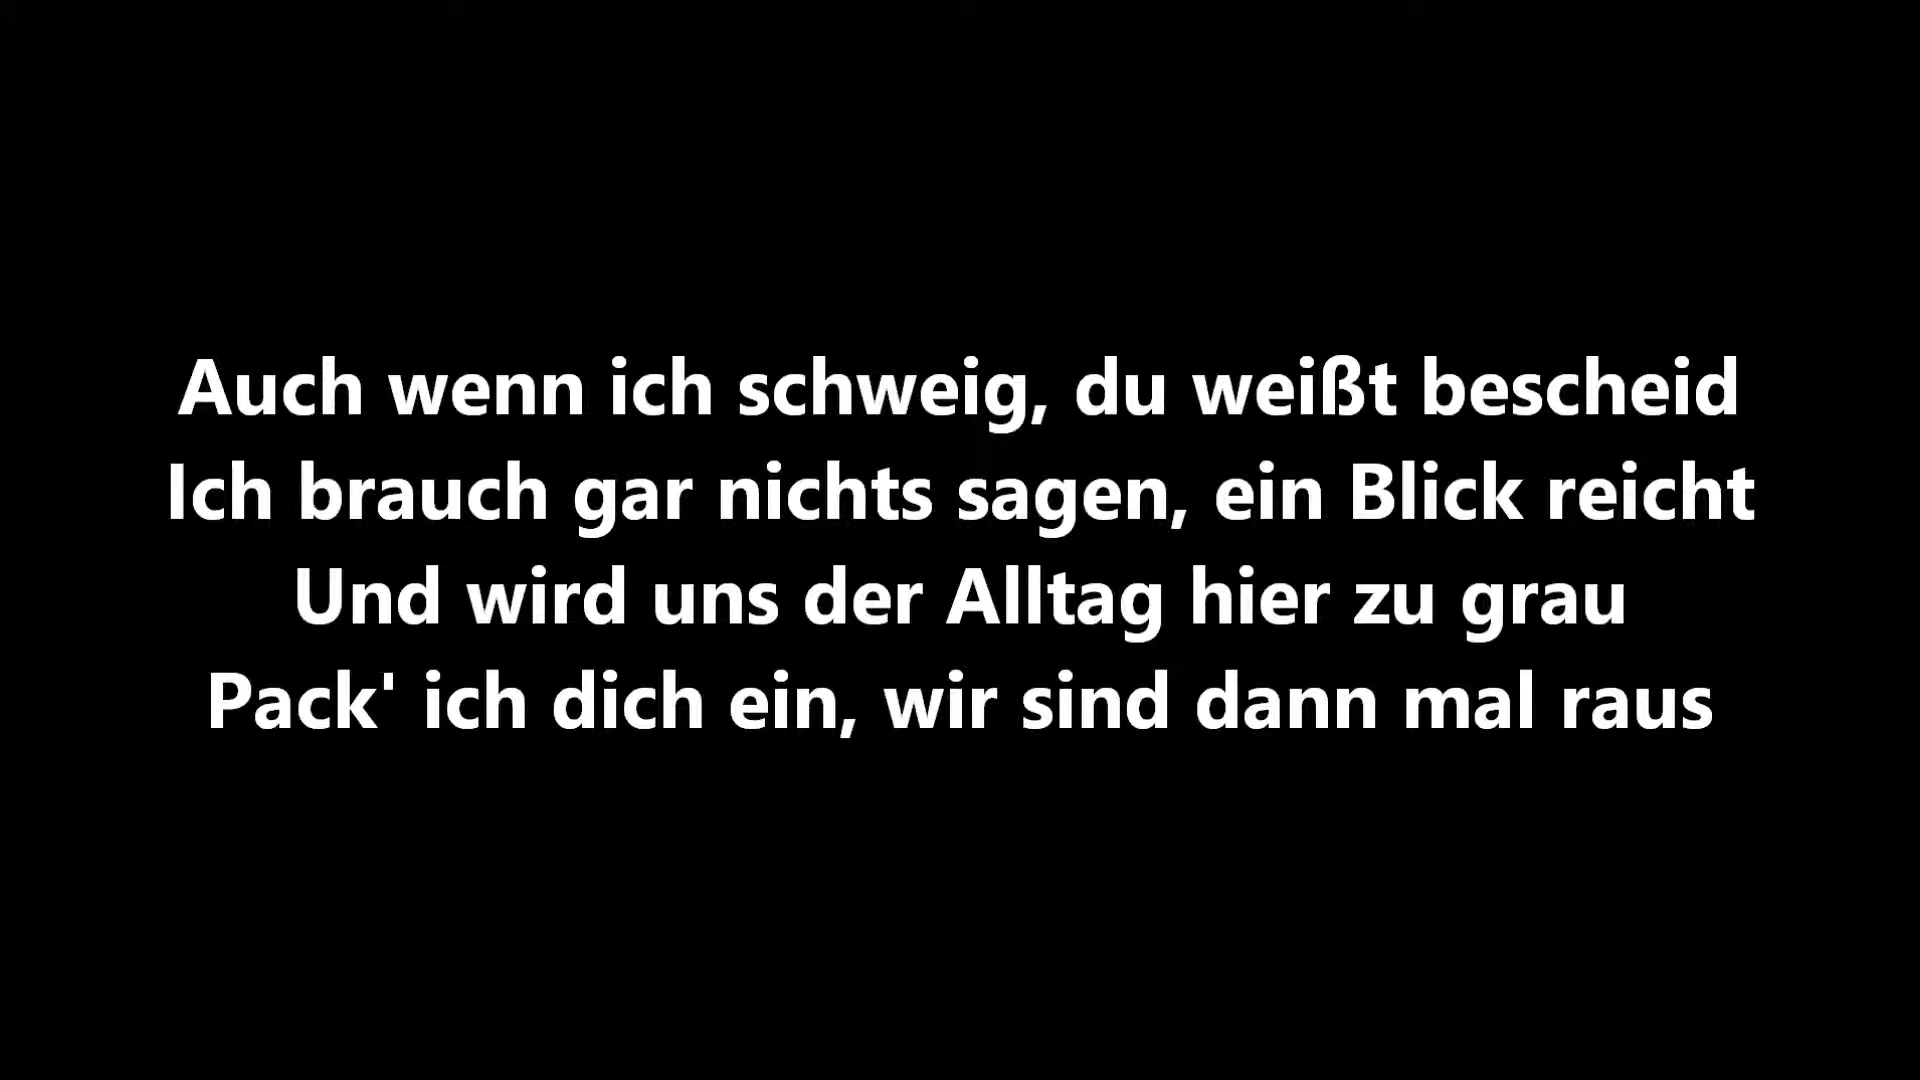 Auch wenn ich schweig, du weißt bescheid
Ich brauch gar nichts sagen, ein Blick reicht
Und wird uns der Alltag hier zu grau
Pack' ich dich ein, wir sind dann mal raus